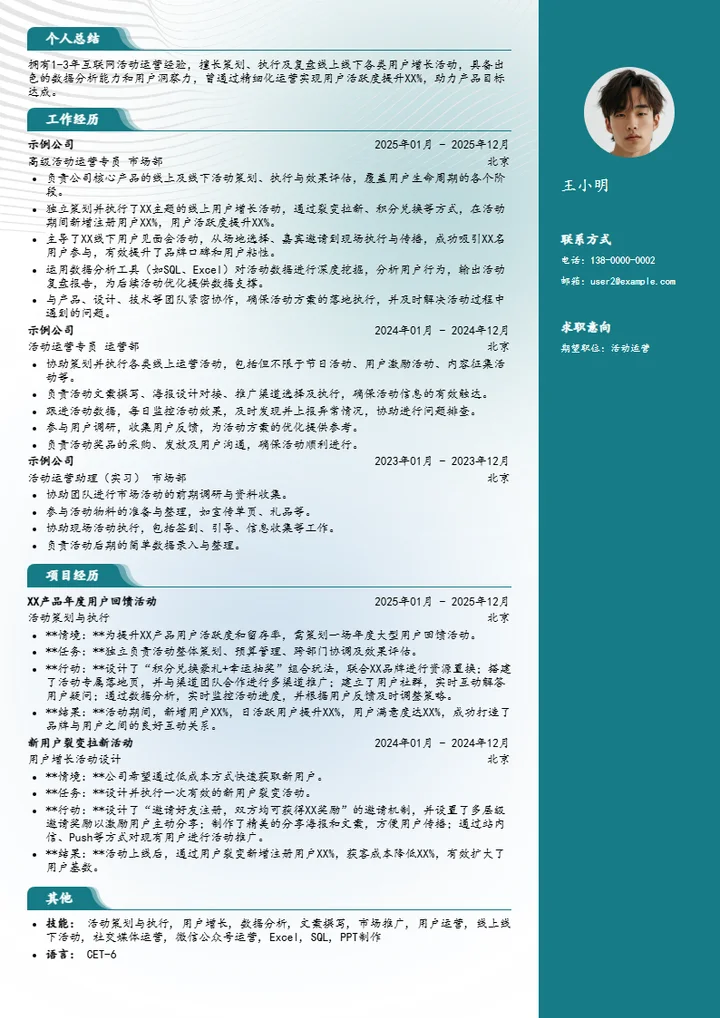 个人总结
拥有1-3年互联网活动运营经验，擅长策划、执行及复盘线上线下各类用户增长活动，具备出
色的数据分析能力和用户洞察力，曾通过精细化运营实现用户活跃度提升XX%，助力产品目标
达成。
工作经历
示例公司 2025年01月 - 2025年12月
高级活动运营专员 市场部 北京
• 负责公司核心产品的线上及线下活动策划、执行与效果评估，覆盖用户生命周期的各个阶
段。
• 独立策划并执行了XX主题的线上用户增长活动，通过裂变拉新、积分兑换等方式，在活动
期间新增注册用户XX%，用户活跃度提升XX%。
• 主导了XX线下用户见面会活动，从场地选择、嘉宾邀请到现场执行与传播，成功吸引XX名
用户参与，有效提升了品牌口碑和用户粘性。
• 运用数据分析工具（如SQL、Excel）对活动数据进行深度挖掘，分析用户行为，输出活动
复盘报告，为后续活动优化提供数据支撑。
• 与产品、设计、技术等团队紧密协作，确保活动方案的落地执行，并及时解决活动过程中
遇到的问题。
示例公司 2024年01月 - 2024年12月
活动运营专员 运营部 北京
• 协助策划并执行各类线上运营活动，包括但不限于节日活动、用户激励活动、内容征集活
动等。
• 负责活动文案撰写、海报设计对接、推广渠道选择及执行，确保活动信息的有效触达。
• 跟进活动数据，每日监控活动效果，及时发现并上报异常情况，协助进行问题排查。
• 参与用户调研，收集用户反馈，为活动方案的优化提供参考。
• 负责活动奖品的采购、发放及用户沟通，确保活动顺利进行。
示例公司 2023年01月 - 2023年12月
活动运营助理（实习） 市场部 北京
• 协助团队进行市场活动的前期调研与资料收集。
• 参与活动物料的准备与整理，如宣传单页、礼品等。
• 协助现场活动执行，包括签到、引导、信息收集等工作。
• 负责活动后期的简单数据录入与整理。
项目经历
XX产品年度用户回馈活动 2025年01月 - 2025年12月
活动策划与执行 北京
• **情境：**为提升XX产品用户活跃度和留存率，需策划一场年度大型用户回馈活动。
• **任务：**独立负责活动整体策划、预算管理、跨部门协调及效果评估。
• **行动：**设计了“积分兑换豪礼+幸运抽奖”组合玩法，联合XX品牌进行资源置换；搭建
了活动专属落地页，并与渠道团队合作进行多渠道推广；建立了用户社群，实时互动解答
用户疑问；通过数据分析，实时监控活动进度，并根据用户反馈及时调整策略。
• **结果：**活动期间，新增用户XX%，日活跃用户提升XX%，用户满意度达XX%，成功打造了
品牌与用户之间的良好互动关系。
新用户裂变拉新活动 2024年01月 - 2024年12月
用户增长活动设计 北京
• **情境：**公司希望通过低成本方式快速获取新用户。
• **任务：**设计并执行一次有效的新用户裂变活动。
• **行动：**设计了“邀请好友注册，双方均可获得XX奖励”的邀请机制，并设置了多层级
邀请奖励以激励用户主动分享；制作了精美的分享海报和文案，方便用户传播；通过站内
信、Push等方式对现有用户进行活动推广。
• **结果：**活动上线后，通过用户裂变新增注册用户XX%，获客成本降低XX%，有效扩大了
用户基数。
其他
• 技能： 活动策划与执行，用户增长，数据分析，文案撰写，市场推广，用户运营，线上线
下活动，社交媒体运营，微信公众号运营，Excel，SQL，PPT制作
• 语言： CET-6
王小明
联系方式
电话：138-0000-0002
邮箱：user2@example.com
求职意向
期望职位：活动运营